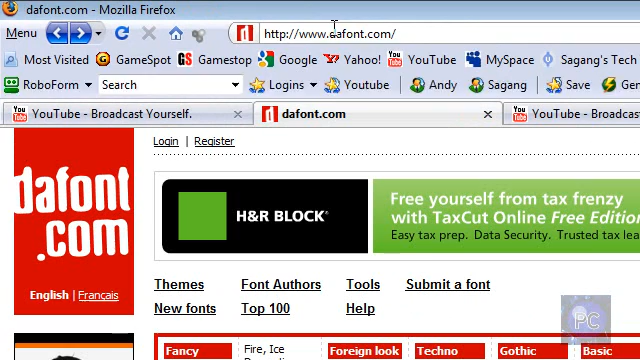 dafont.com - Mozilla Firefox
Menu
http://www.dafont.com/
Most Visited GameSpot Gamestop Google Yahoo! YouTube MySpace Sagang's Tech
RoboForm Search Logins Youtube Andy Sagang Save Gen
YouTube - Broadcast Yourself. dafont.com YouTube - Broadcast
Login | Register
dafont
.com
English | Français
H&R BLOCK®
Free yourself from tax frenzy
with TaxCut Online Free Edition
Easy tax prep. Data Security. Trusted tax lea
Themes Font Authors Tools Submit a font
New fonts Top 100 Help
PC
Fancy Fire, Ice Foreign look Techno Gothic Basic